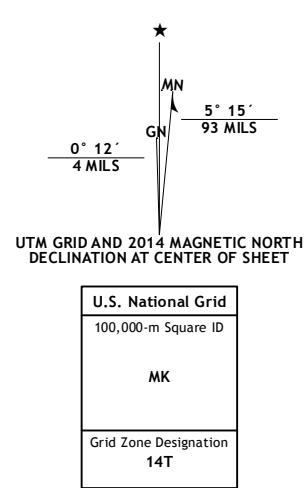 ★
MN
5° 15´
93 MILS
GN
0° 12´
4 MILS
UTM GRID AND 2014 MAGNETIC NORTH
DECLINATION AT CENTER OF SHEET
U.S. National Grid
100,000-m Square ID
MK
Grid Zone Designation
14T